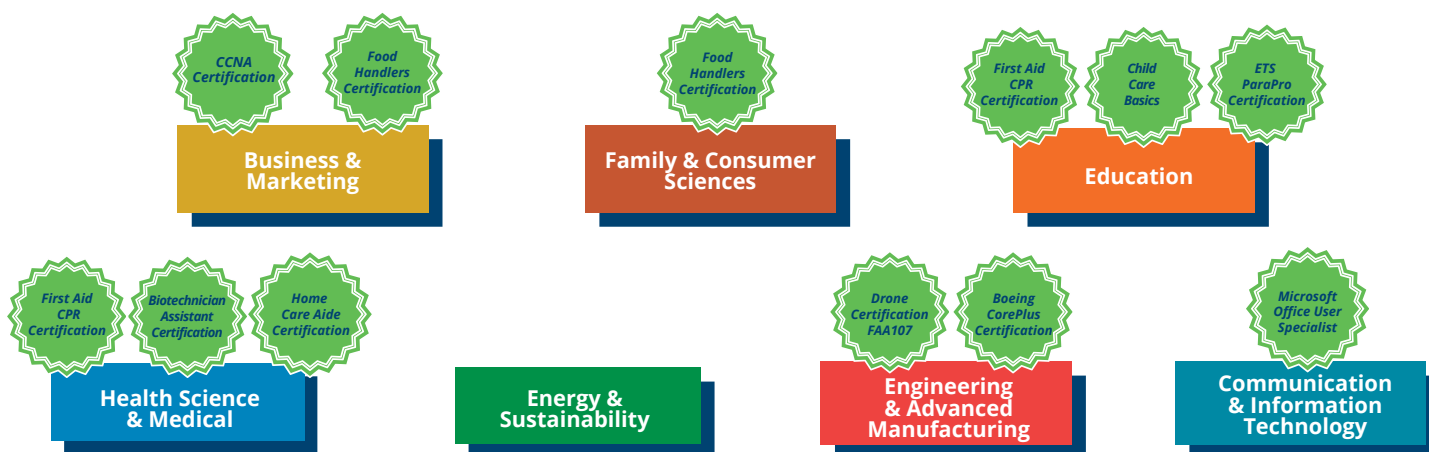 CCNA
Certification
Food
Handlers
Certification
Business &
Marketing
Food
Handlers
Certification
Family & Consumer
Sciences
First Aid
CPR
Certification
Child
Care
Basics
ETS
ParaPro
Certification
Education
First Aid
CPR
Certification
Biotechnician
Assistant
Certification
Home
Care Aide
Certification
Health Science
& Medical
Energy &
Sustainability
Drone
Certification
FAA107
Boeing
CorePlus
Certification
Engineering
& Advanced
Manufacturing
Microsoft
Office User
Specialist
Communication
& Information
Technology